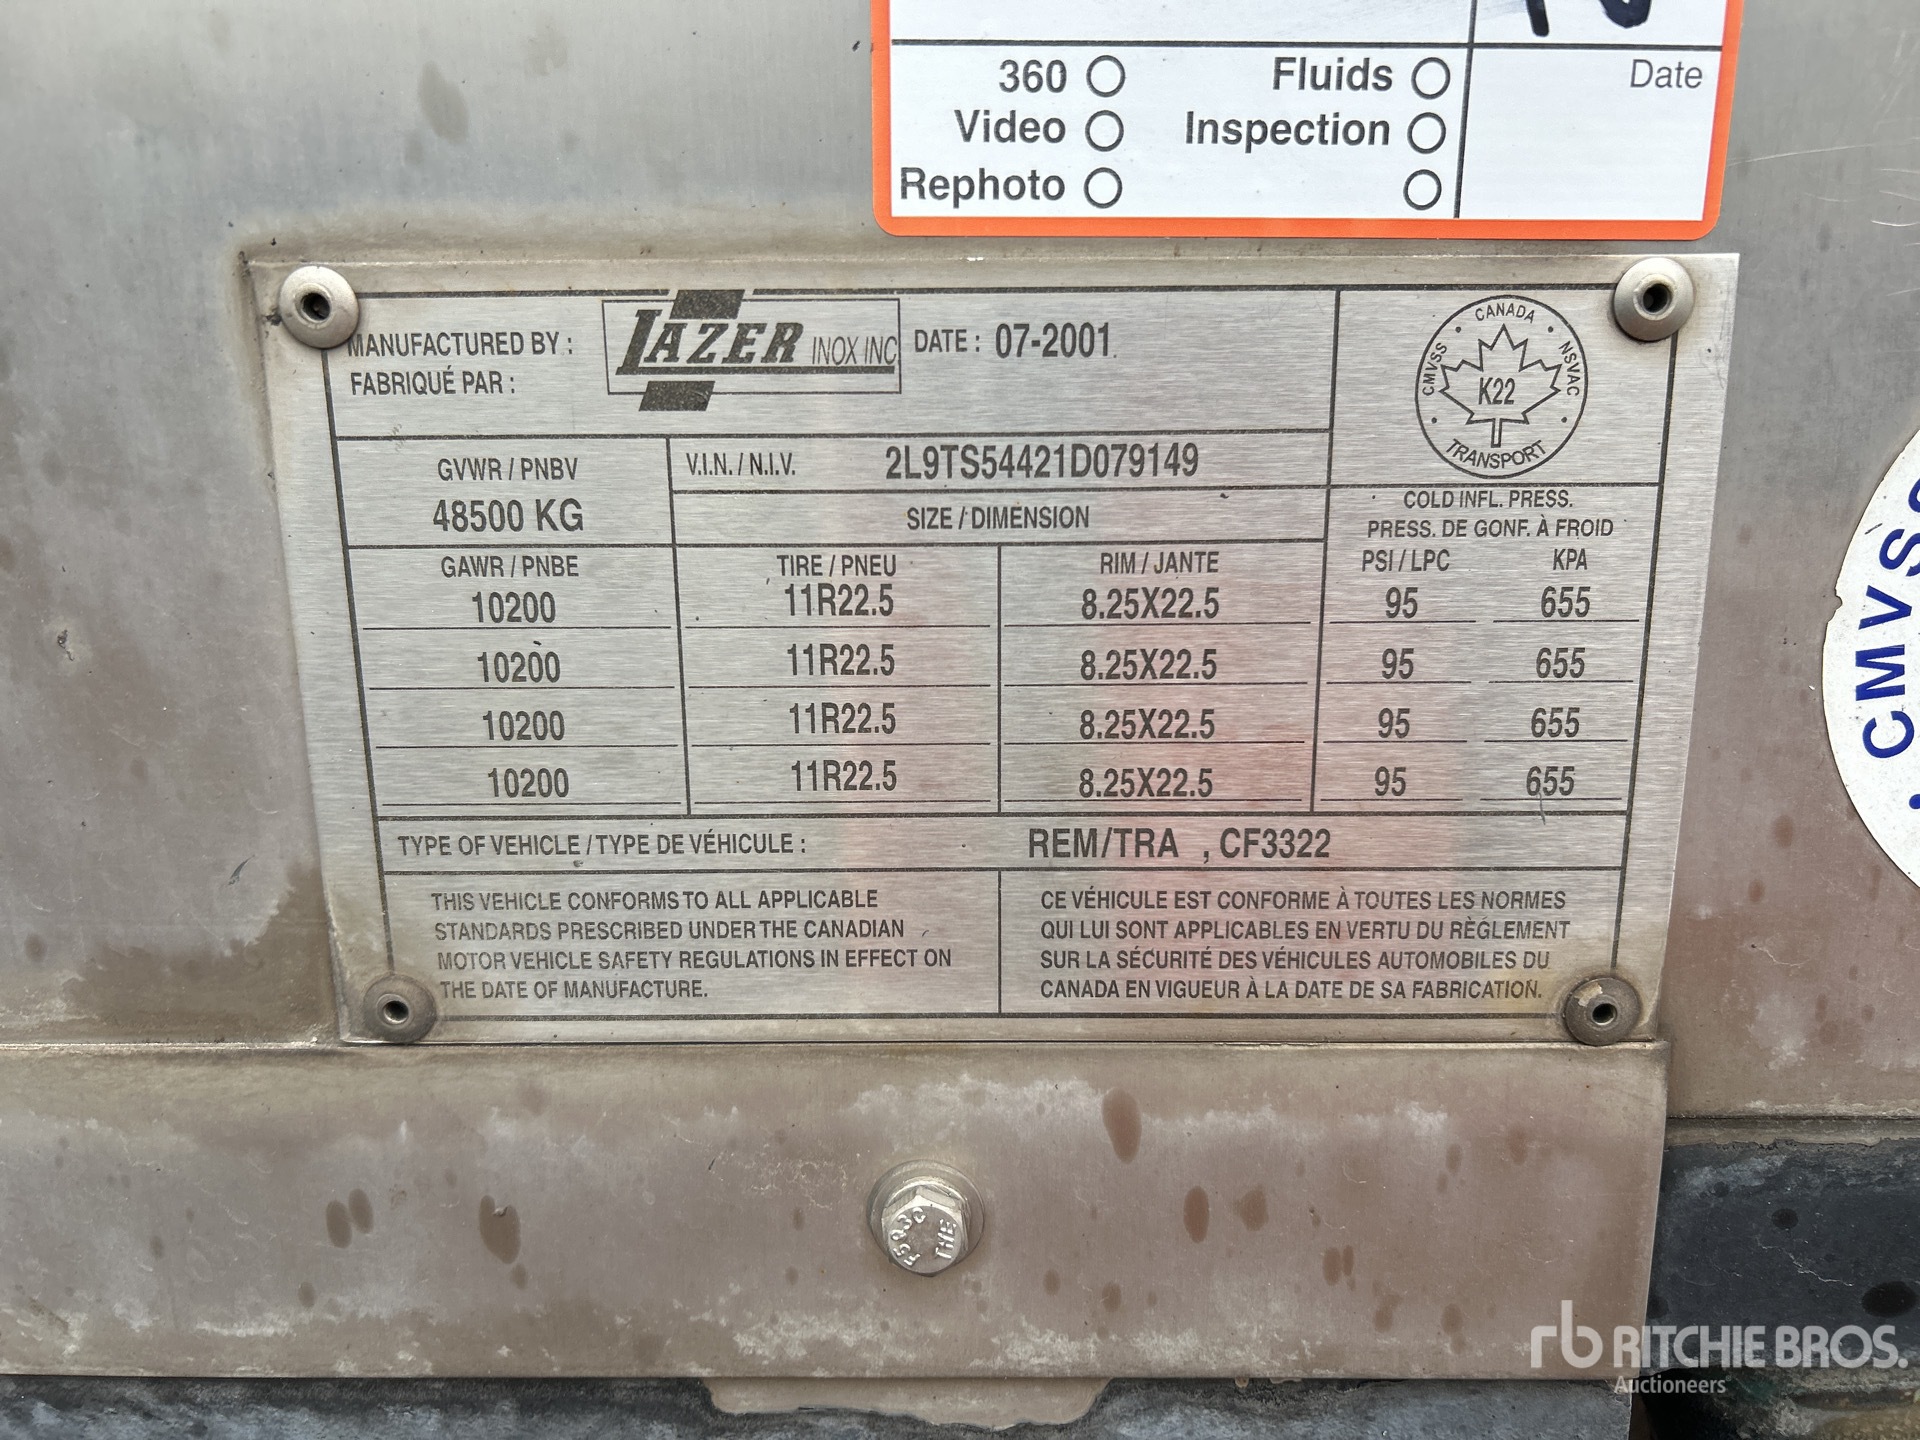 360 Fluids Date
Video Inspection
Rephoto
MANUFACTURED BY : LAZER INOX INC. DATE : 07-2001
FABRIQUÉ PAR :
CANADA
CMVSS NSVAC
K22
TRANSPORT
GVWR / PNBV V.I.N. / N.I.V. 2L9TS54421D079149
48500 KG SIZE / DIMENSION
COLD INFL. PRESS.
PRESS. DE GONF. À FROID
GAWR / PNBE TIRE / PNEU RIM / JANTE PSI / LPC KPA
10200 11R22.5 8.25X22.5 95 655
10200 11R22.5 8.25X22.5 95 655
10200 11R22.5 8.25X22.5 95 655
10200 11R22.5 8.25X22.5 95 655
TYPE OF VEHICLE / TYPE DE VÉHICULE : REM/TRA , CF3322
THIS VEHICLE CONFORMS TO ALL APPLICABLE
STANDARDS PRESCRIBED UNDER THE CANADIAN
MOTOR VEHICLE SAFETY REGULATIONS IN EFFECT ON
THE DATE OF MANUFACTURE.
CE VÉHICULE EST CONFORME À TOUTES LES NORMES
QUI LUI SONT APPLICABLES EN VERTU DU RÈGLEMENT
SUR LA SÉCURITÉ DES VÉHICULES AUTOMOBILES DU
CANADA EN VIGUEUR À LA DATE DE SA FABRICATION.
CMVSS
F593C
THE
rb RITCHIE BROS.
Auctioneers